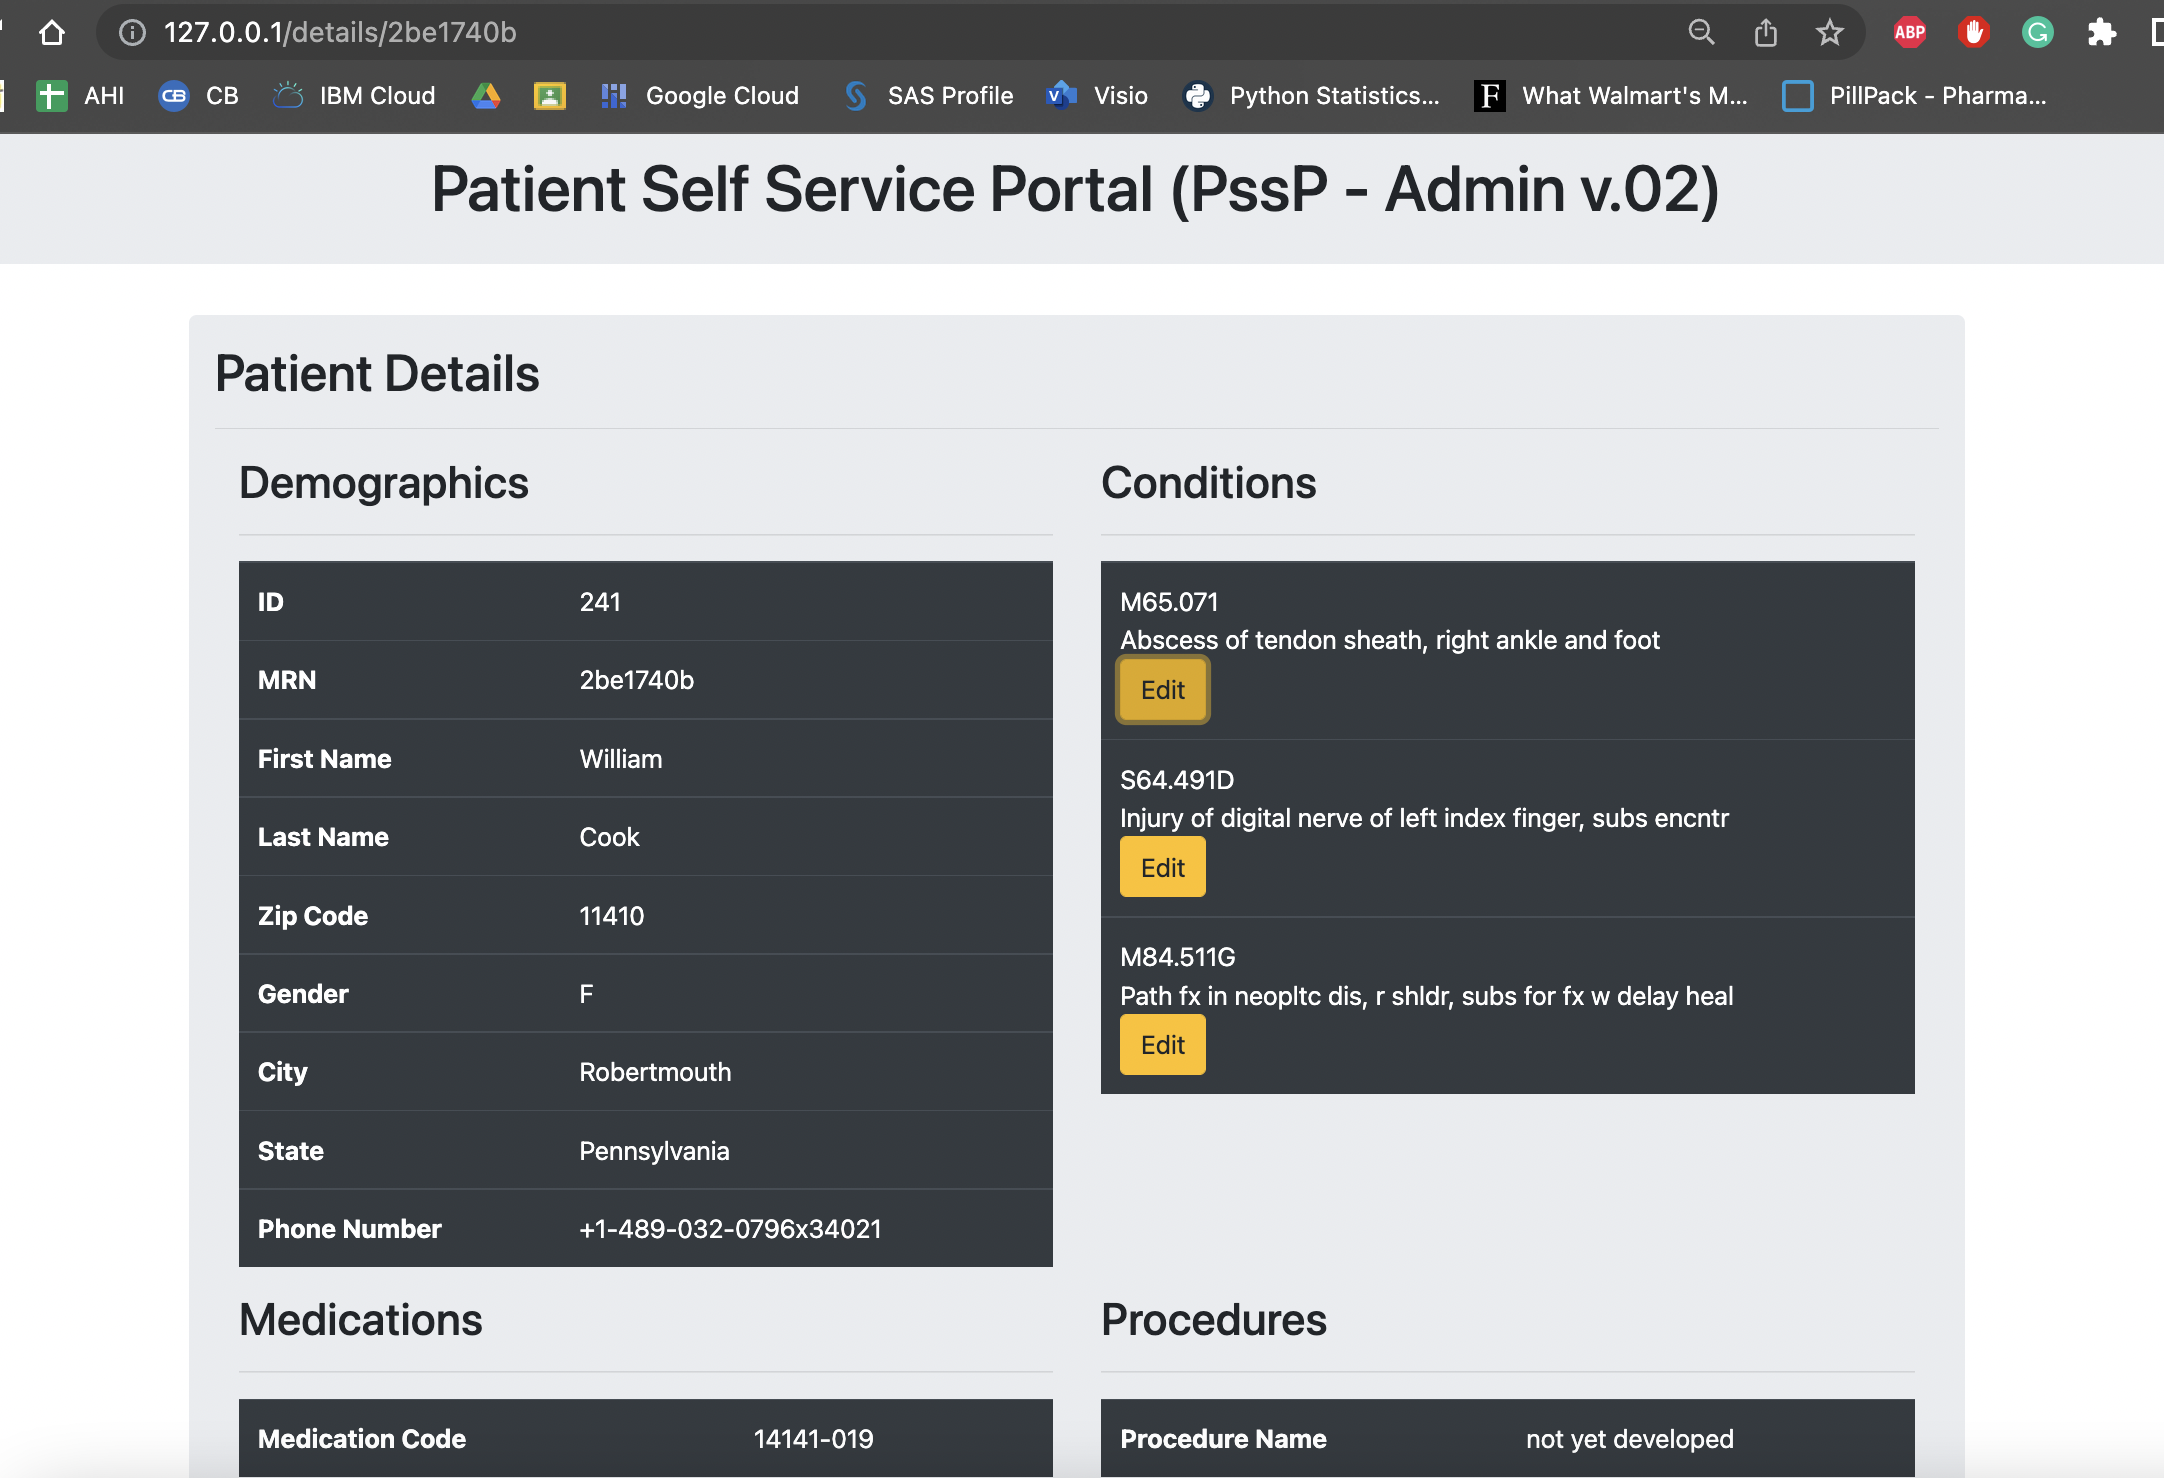 127.0.0.1/details/2be1740b
ABP
AHI
CB
CB
IBM Cloud
Google Cloud
SAS Profile
Visio
Python Statistics...
F
What Walmart's M...
PillPack - Pharma...
Patient Self Service Portal (PssP - Admin v.02)
Patient Details
Demographics
ID 241
MRN 2be1740b
First Name William
Last Name Cook
Zip Code 11410
Gender F
City Robertmouth
State Pennsylvania
Phone Number +1-489-032-0796x34021
Conditions
M65.071
Abscess of tendon sheath, right ankle and foot
Edit
S64.491D
Injury of digital nerve of left index finger, subs encntr
Edit
M84.511G
Path fx in neopltc dis, r shldr, subs for fx w delay heal
Edit
Medications
Medication Code 14141-019
Procedures
Procedure Name not yet developed